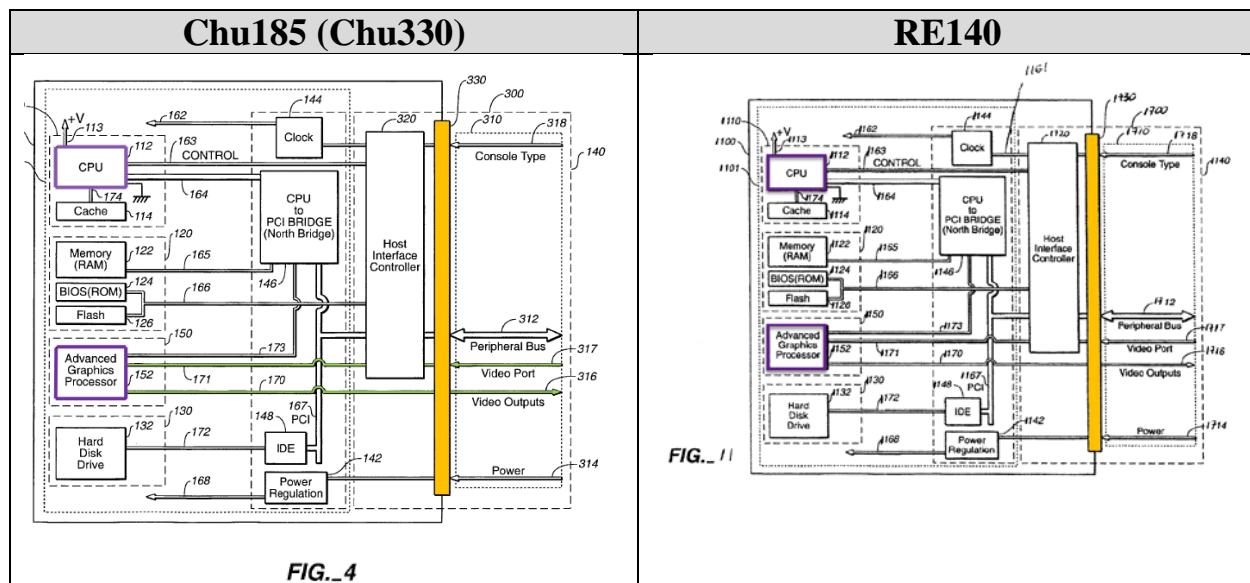 Chu185 (Chu330)
RE140
330
144
320
300
310
318
162
+V
113
112
163
CONTROL
Clock
Console Type
140
CPU
174
164
Cache
114
CPU
to
PCI BRIDGE
(North Bridge)
Memory
(RAM)
120
122
165
146
BIOS(ROM)
124
Flash
126
166
Host
Interface
Controller
150
312
Peripheral Bus
173
317
Advanced
Graphics
Processor
152
171
Video Port
170
316
Video Outputs
130
132
148
167
PCI
Hard
Disk
Drive
172
IDE
142
168
Power
Regulation
Power
314
FIG._4
1161
1730
1700
1710
1718
1144
1110
+V
1113
1162
1100
1101
1112
1163
CONTROL
Clock
1120
Console Type
1140
CPU
1174
1164
Cache
1114
CPU
to
PCI BRIDGE
(North Bridge)
Memory
(RAM)
1120
1122
1165
1146
BIOS(ROM)
1124
Flash
1126
1166
Host
Interface
Controller
1150
1712
Peripheral Bus
1173
1717
Advanced
Graphics
Processor
1152
1171
Video Port
1170
1716
Video Outputs
1130
1132
1148
1167
PCI
Hard
Disk
Drive
1172
IDE
1142
1168
Power
Regulation
Power
1714
FIG._11